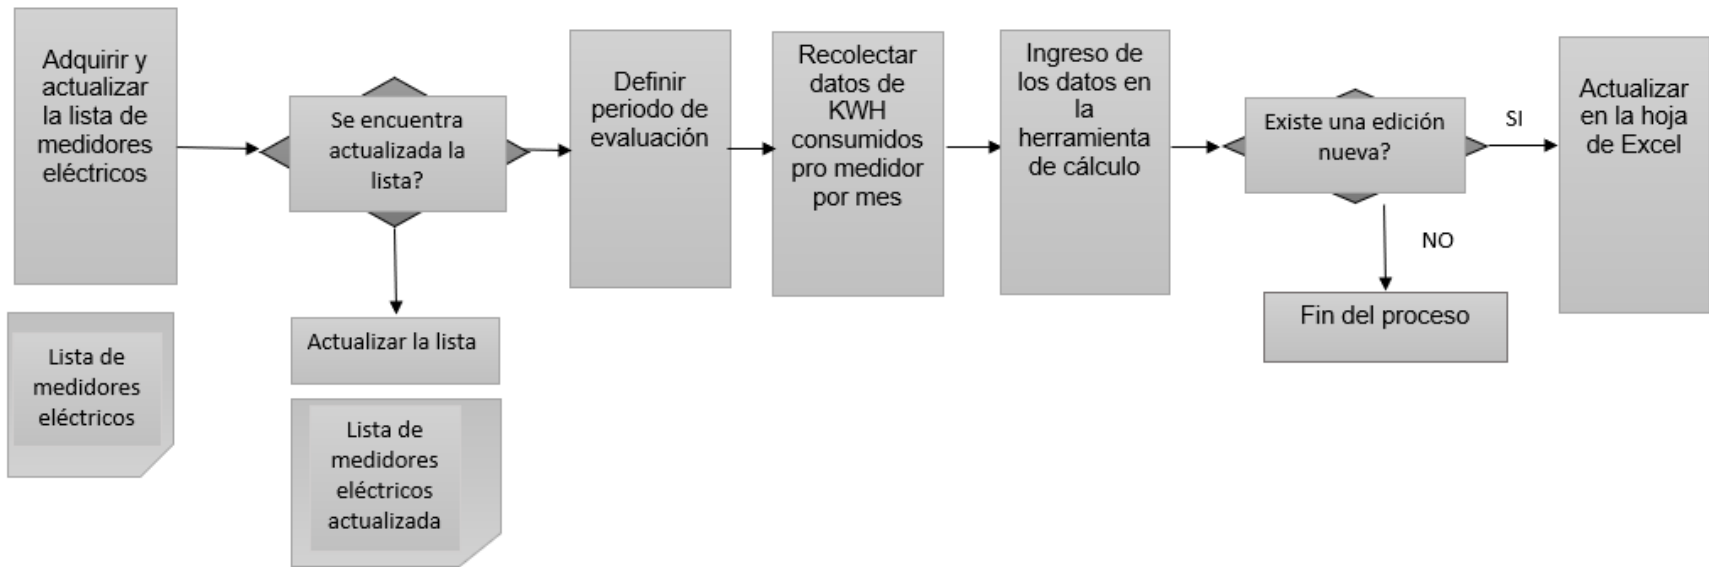 Adquirir y
actualizar
la lista de
medidores
eléctricos
Lista de
medidores
eléctricos
Se encuentra
actualizada la
lista?
Actualizar la lista
Lista de
medidores
eléctricos
actualizada
Definir
periodo de
evaluación
Recolectar
datos de
KWH
consumidos
pro medidor
por mes
Ingreso de
los datos en
la
herramienta
de cálculo
Existe una edición
nueva?
SI
NO
Fin del proceso
Actualizar
en la hoja
de Excel